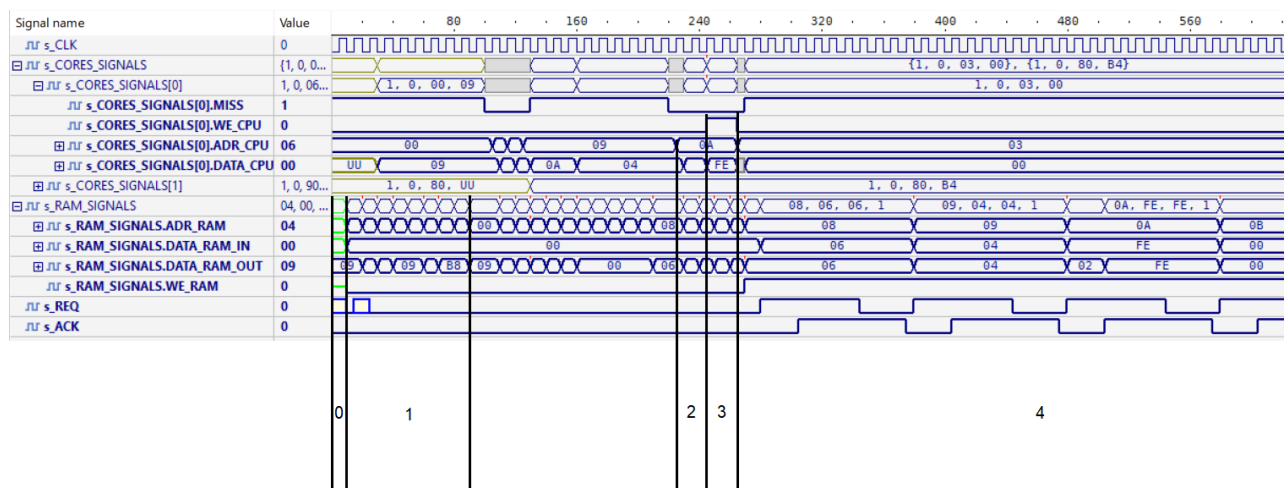 Signal name Value 80 160 240 320 400 480 560
s_CLK 0
s_CORES_SIGNALS {1, 0, 0... {1, 0, 03, 00}, {1, 0, 80, B4}
s_CORES_SIGNALS[0] 1, 0, 06... 1, 0, 00, 09 1, 0, 03, 00
s_CORES_SIGNALS[0].MISS 1
s_CORES_SIGNALS[0].WE_CPU 0
s_CORES_SIGNALS[0].ADR_CPU 06 00 09 0A 03
s_CORES_SIGNALS[0].DATA_CPU 00 UU 09 0A 04 FE 00
s_CORES_SIGNALS[1] 1, 0, 90... 1, 0, 80, UU 1, 0, 80, B4
s_RAM_SIGNALS 04, 00, ... 08, 06, 06, 1 09, 04, 04, 1 0A, FE, FE, 1
s_RAM_SIGNALS.ADR_RAM 04 00 08 08 09 0A 0B
s_RAM_SIGNALS.DATA_RAM_IN 00 00 06 04 FE 00
s_RAM_SIGNALS.DATA_RAM_OUT 09 09 09 B8 09 00 06 06 04 02 FE 00
s_RAM_SIGNALS.WE_RAM 0
s_REQ 0
s_ACK 0
0 1 2 3 4